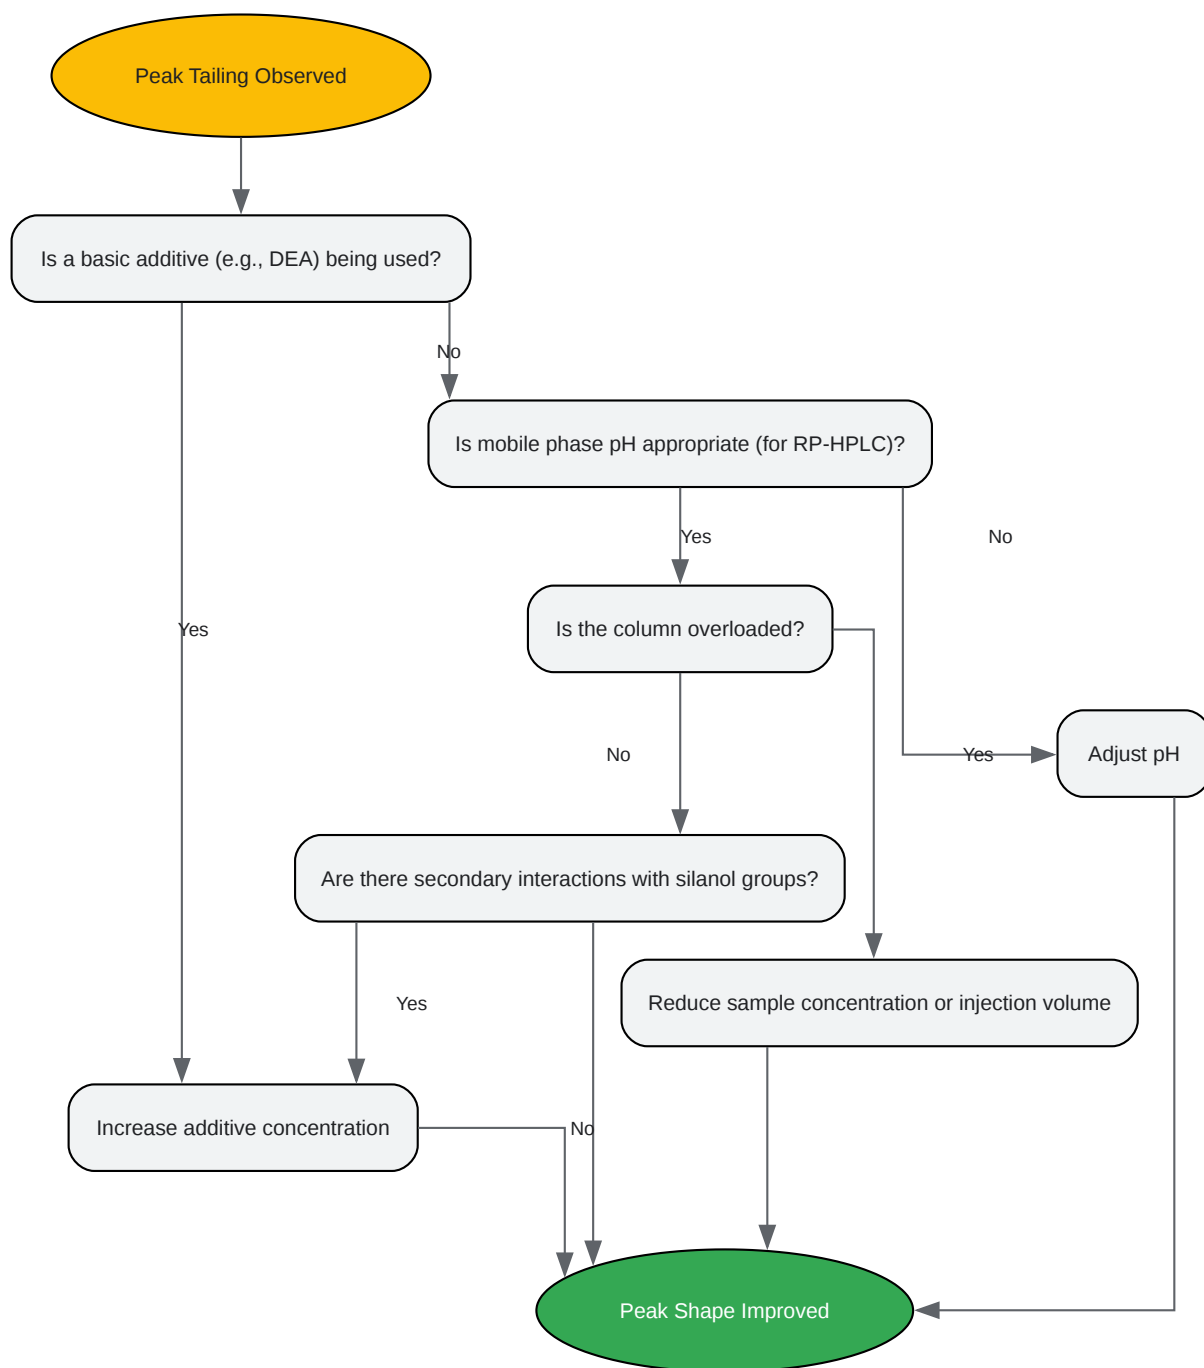 Peak Tailing Observed
Is a basic additive (e.g., DEA) being used?
No
Is mobile phase pH appropriate (for RP-HPLC)?
Yes
No
Is the column overloaded?
Yes
No
Yes
Adjust pH
Are there secondary interactions with silanol groups?
Yes
Reduce sample concentration or injection volume
Increase additive concentration
No
Peak Shape Improved